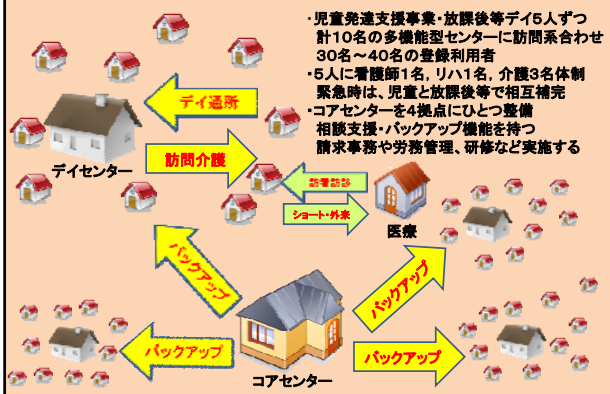 ・児童発達支援事業・放課後等デイ5人ずつ
計10名の多機能型センターに訪問系合わせ
30名～40名の登録利用者
・5人に看護師1名，リハ1名，介護3名体制
緊急時は、児童と放課後等で相互補完
・コアセンターを4拠点にひとつ整備
相談支援・バックアップ機能を持つ
請求事務や労務管理、研修など実施する
デイ通所
デイセンター
訪問介護
訪看訪診
ショート・外来
医療
バックアップ
バックアップ
バックアップ
バックアップ
コアセンター